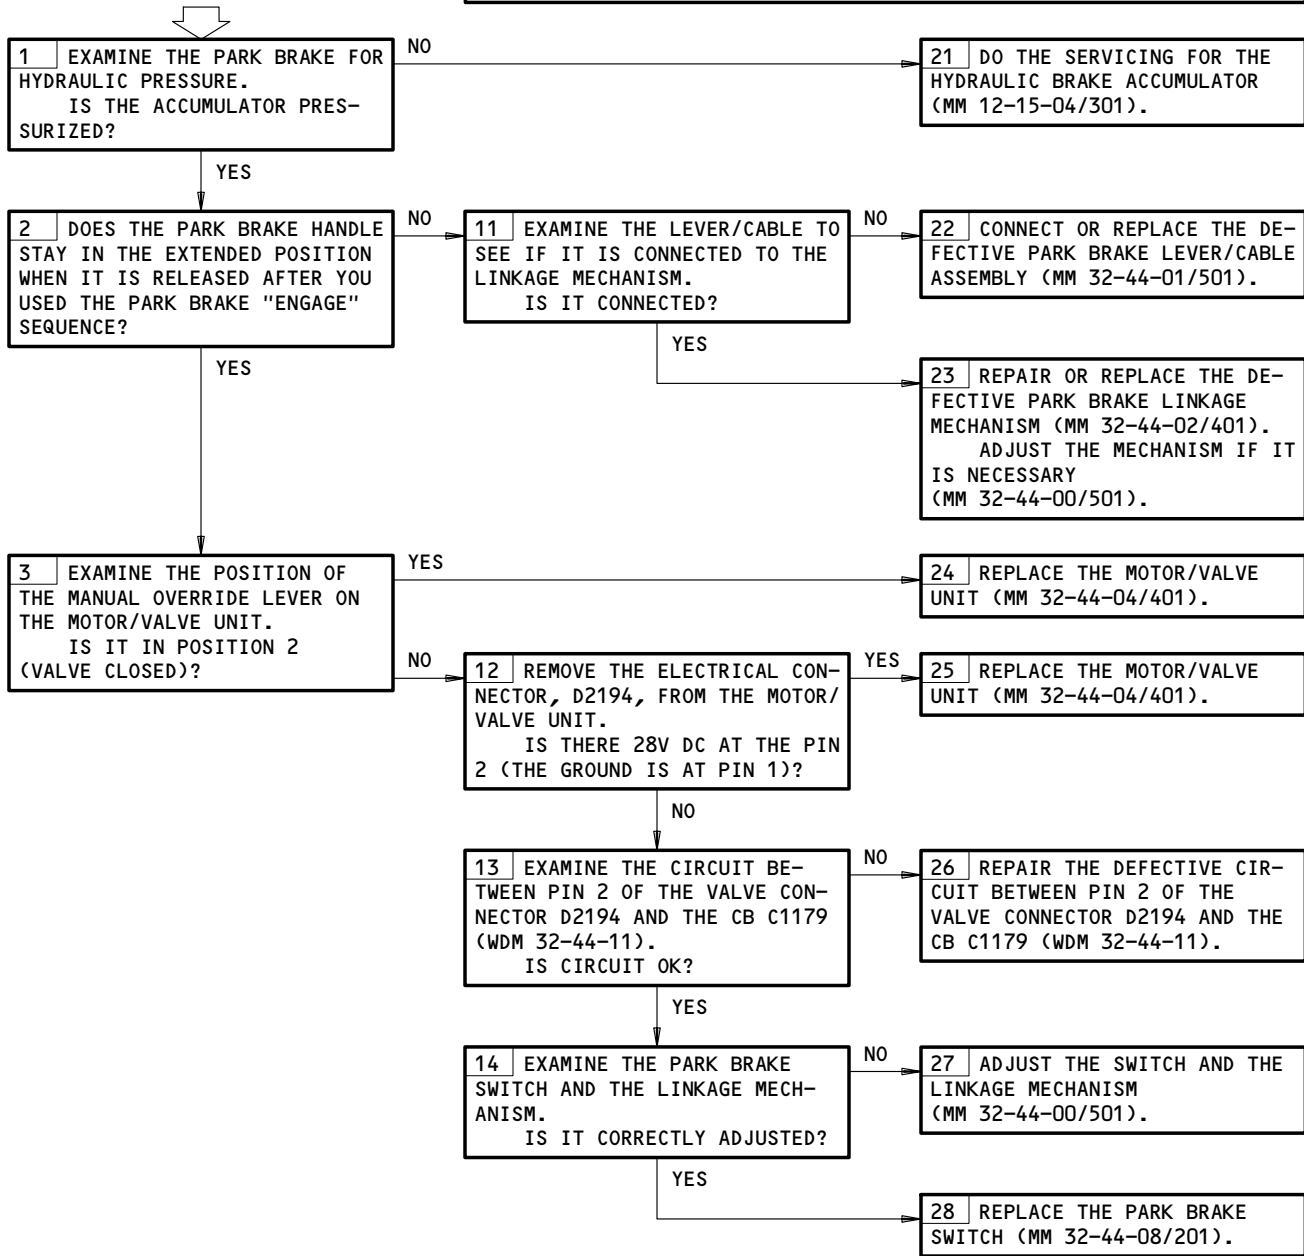 1 EXAMINE THE PARK BRAKE FOR
HYDRAULIC PRESSURE.
IS THE ACCUMULATOR PRES-
SURIZED?
NO
21 DO THE SERVICING FOR THE
HYDRAULIC BRAKE ACCUMULATOR
(MM 12-15-04/301).
YES
2 DOES THE PARK BRAKE HANDLE
STAY IN THE EXTENDED POSITION
WHEN IT IS RELEASED AFTER YOU
USED THE PARK BRAKE "ENGAGE"
SEQUENCE?
NO
11 EXAMINE THE LEVER/CABLE TO
SEE IF IT IS CONNECTED TO THE
LINKAGE MECHANISM.
IS IT CONNECTED?
NO
22 CONNECT OR REPLACE THE DE-
FECTIVE PARK BRAKE LEVER/CABLE
ASSEMBLY (MM 32-44-01/501).
YES
YES
23 REPAIR OR REPLACE THE DE-
FECTIVE PARK BRAKE LINKAGE
MECHANISM (MM 32-44-02/401).
ADJUST THE MECHANISM IF IT
IS NECESSARY
(MM 32-44-00/501).
3 EXAMINE THE POSITION OF
THE MANUAL OVERRIDE LEVER ON
THE MOTOR/VALVE UNIT.
IS IT IN POSITION 2
(VALVE CLOSED)?
YES
24 REPLACE THE MOTOR/VALVE
UNIT (MM 32-44-04/401).
NO
12 REMOVE THE ELECTRICAL CON-
NECTOR, D2194, FROM THE MOTOR/
VALVE UNIT.
IS THERE 28V DC AT THE PIN
2 (THE GROUND IS AT PIN 1)?
YES
25 REPLACE THE MOTOR/VALVE
UNIT (MM 32-44-04/401).
NO
13 EXAMINE THE CIRCUIT BE-
TWEEN PIN 2 OF THE VALVE CON-
NECTOR D2194 AND THE CB C1179
(WDM 32-44-11).
IS CIRCUIT OK?
NO
26 REPAIR THE DEFECTIVE CIR-
CUIT BETWEEN PIN 2 OF THE
VALVE CONNECTOR D2194 AND THE
CB C1179 (WDM 32-44-11).
YES
14 EXAMINE THE PARK BRAKE
SWITCH AND THE LINKAGE MECH-
ANISM.
IS IT CORRECTLY ADJUSTED?
NO
27 ADJUST THE SWITCH AND THE
LINKAGE MECHANISM
(MM 32-44-00/501).
YES
28 REPLACE THE PARK BRAKE
SWITCH (MM 32-44-08/201).